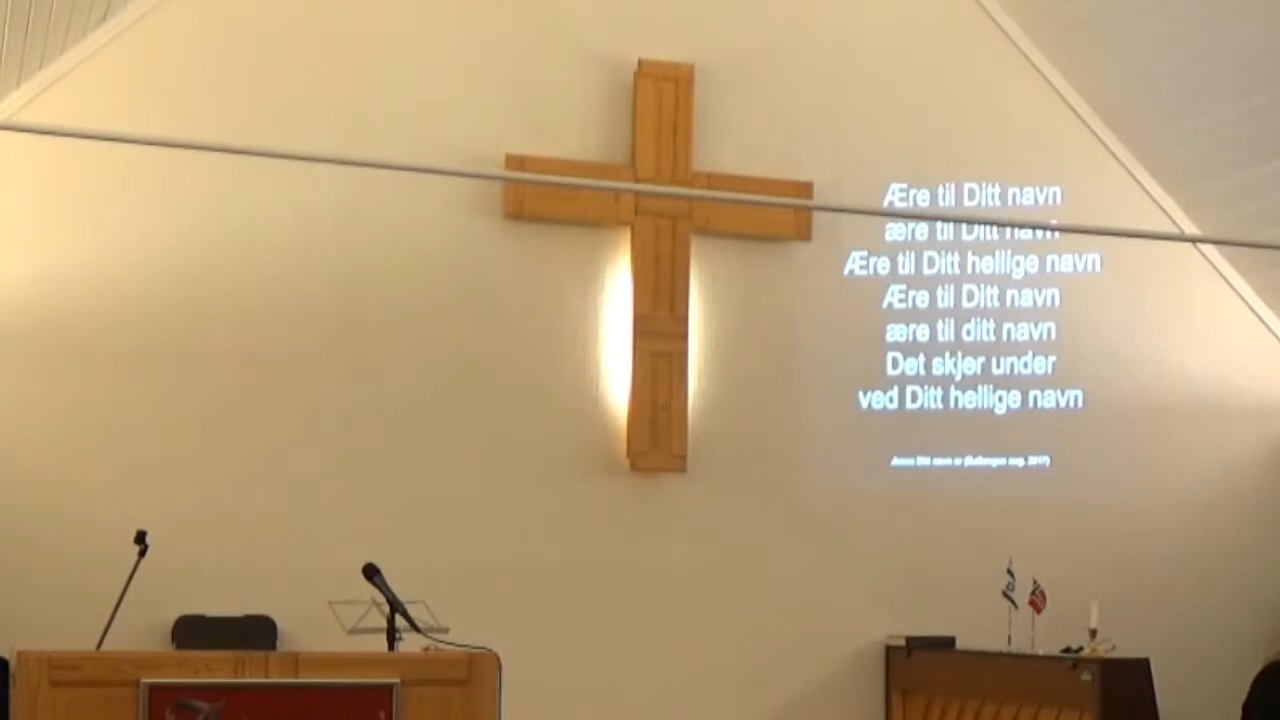 Ære til Ditt navn
ære til Ditt navn
Ære til Ditt hellige navn
Ære til Ditt navn
ære til ditt navn
Det skjer under
ved Ditt hellige navn